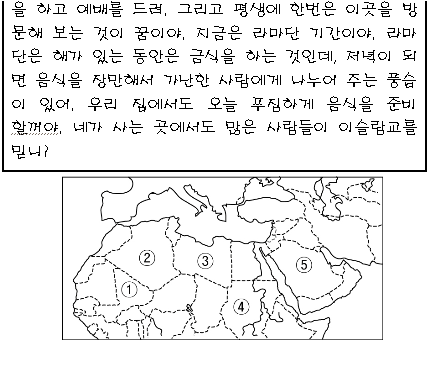 을 하고 예배를 드려. 그리고 평생에 한번은 이곳을 방
문해 보는 것이 꿈이야. 지금은 라마단 기간이야. 라마
단은 해가 있는 동안은 금식을 하는 것인데, 저녁이 되
면 음식을 장만해서 가난한 사람에게 나누어 주는 풍습
이 있어. 우리 집에서도 오늘 푸짐하게 음식을 준비
할꺼야. 네가 사는 곳에서도 많은 사람들이 이슬람교를
믿니?
②
③
⑤
①
④